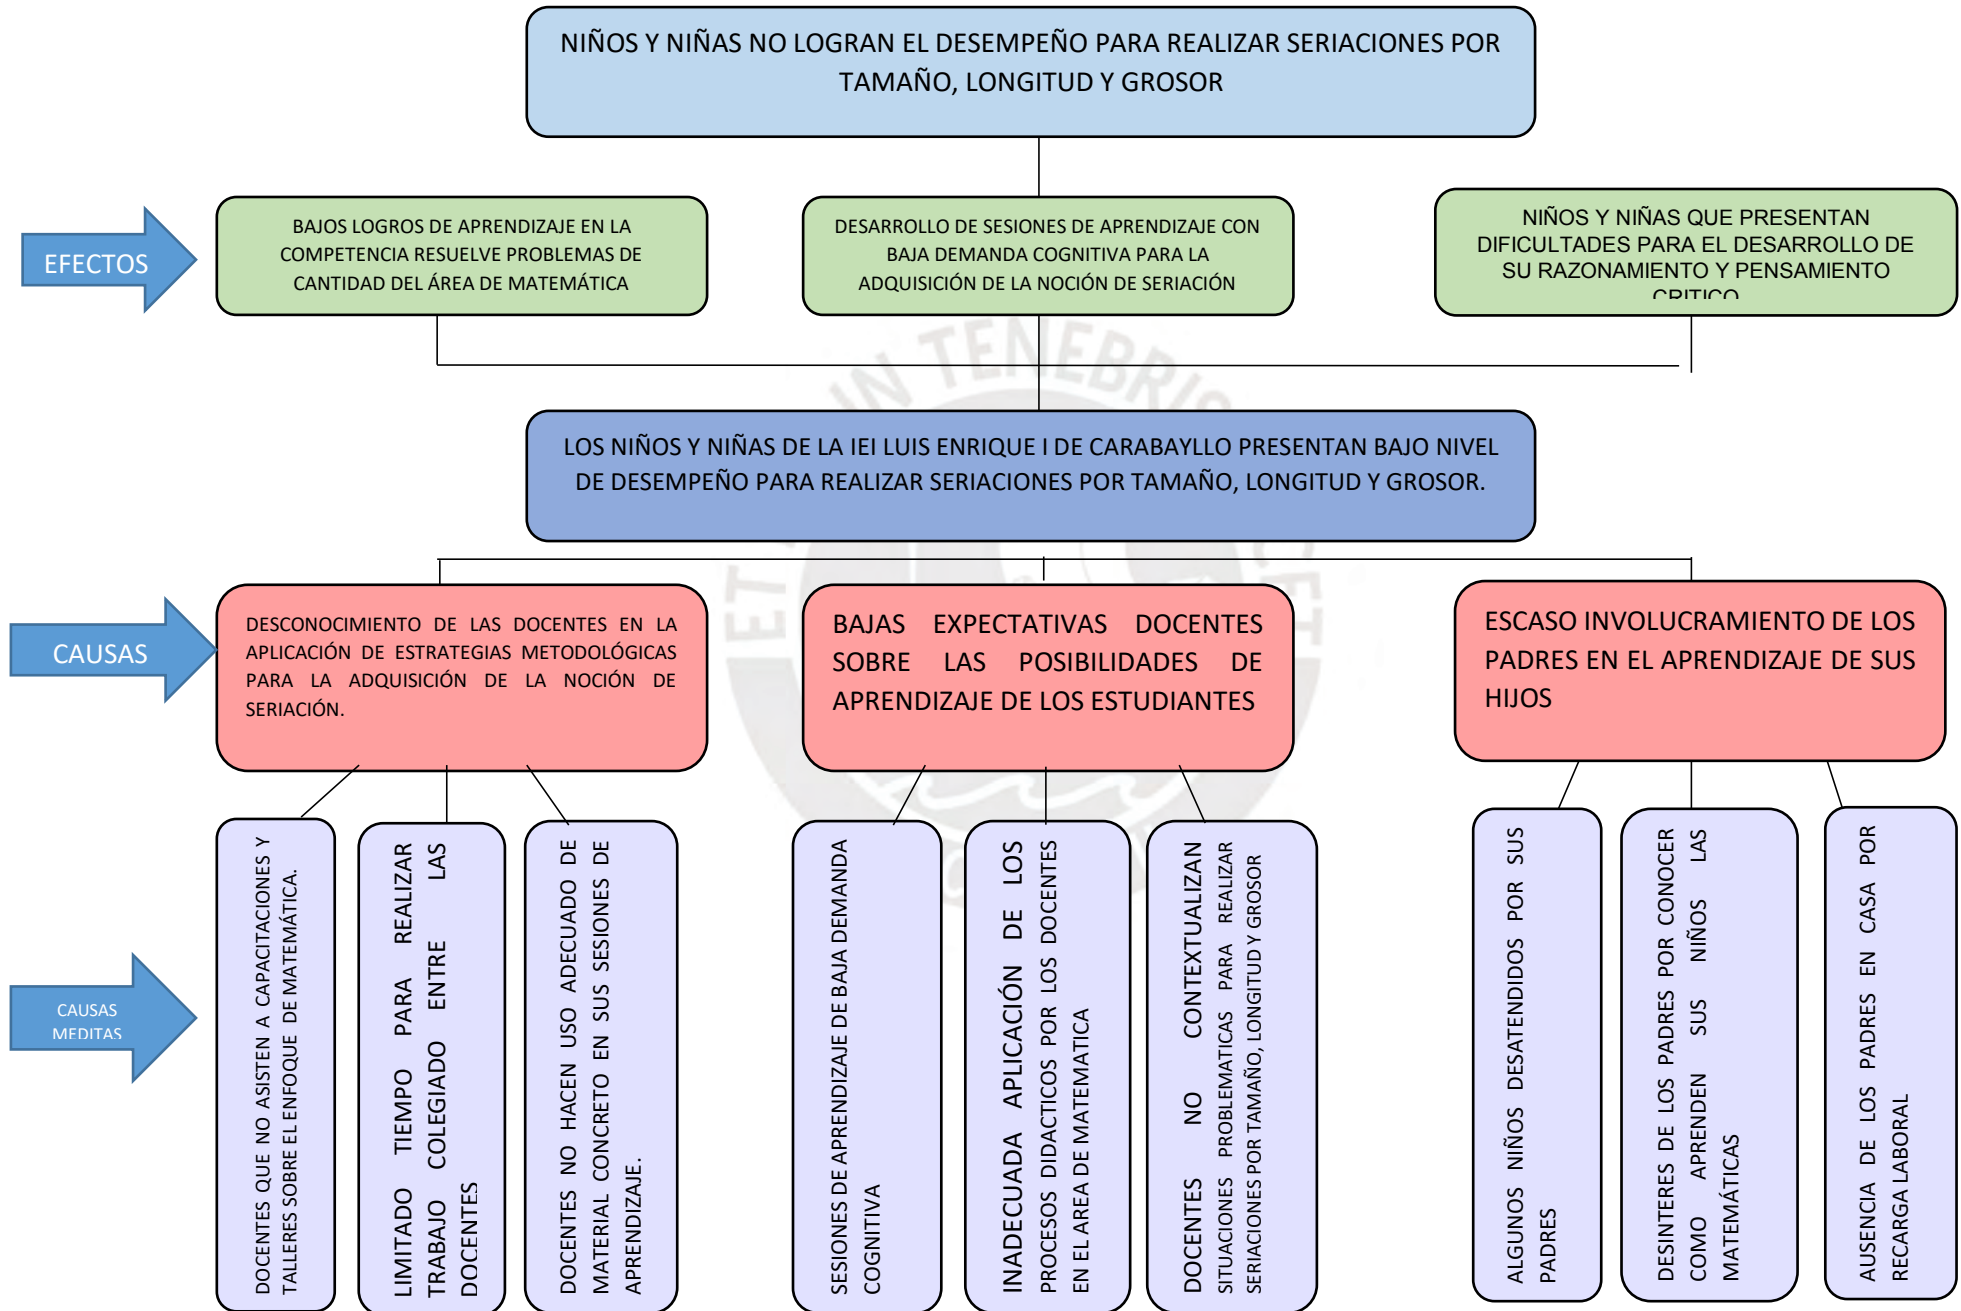 NIÑOS Y NIÑAS NO LOGRAN EL DESEMPEÑO PARA REALIZAR SERIACIONES POR
TAMAÑO, LONGITUD Y GROSOR
EFECTOS
BAJOS LOGROS DE APRENDIZAJE EN LA
COMPETENCIA RESUELVE PROBLEMAS DE
CANTIDAD DEL ÁREA DE MATEMÁTICA
DESARROLLO DE SESIONES DE APRENDIZAJE CON
BAJA DEMANDA COGNITIVA PARA LA
ADQUISICIÓN DE LA NOCIÓN DE SERIACIÓN
NIÑOS Y NIÑAS QUE PRESENTAN
DIFICULTADES PARA EL DESARROLLO DE
SU RAZONAMIENTO Y PENSAMIENTO
CRITICO
ET IN TENEBRIS LUCET
LOS NIÑOS Y NIÑAS DE LA IEI LUIS ENRIQUE I DE CARABAYLLO PRESENTAN BAJO NIVEL
DE DESEMPEÑO PARA REALIZAR SERIACIONES POR TAMAÑO, LONGITUD Y GROSOR.
CAUSAS
DESCONOCIMIENTO DE LAS DOCENTES EN LA
APLICACIÓN DE ESTRATEGIAS METODOLÓGICAS
PARA LA ADQUISICIÓN DE LA NOCIÓN DE
SERIACIÓN.
BAJAS EXPECTATIVAS DOCENTES
SOBRE LAS POSIBILIDADES DE
APRENDIZAJE DE LOS ESTUDIANTES
ESCASO INVOLUCRAMIENTO DE LOS
PADRES EN EL APRENDIZAJE DE SUS
HIJOS
CAUSAS
MEDITAS
DOCENTES QUE NO ASISTEN A CAPACITACIONES Y
TALLERES SOBRE EL ENFOQUE DE MATEMÁTICA.
LIMITADO TIEMPO PARA REALIZAR
TRABAJO COLEGIADO ENTRE LAS
DOCENTES
DOCENTES NO HACEN USO ADECUADO DE
MATERIAL CONCRETO EN SUS SESIONES DE
APRENDIZAJE.
SESIONES DE APRENDIZAJE DE BAJA DEMANDA
COGNITIVA
INADECUADA APLICACIÓN DE LOS
PROCESOS DIDACTICOS POR LOS DOCENTES
EN EL AREA DE MATEMATICA
DOCENTES NO CONTEXTUALIZAN
SITUACIONES PROBLEMATICAS PARA REALIZAR
SERIACIONES POR TAMAÑO, LONGITUD Y GROSOR
ALGUNOS NIÑOS DESATENDIDOS POR SUS
PADRES
DESINTERES DE LOS PADRES POR CONOCER
COMO APRENDEN SUS NIÑOS LAS
MATEMÁTICAS
AUSENCIA DE LOS PADRES EN CASA POR
RECARGA LABORAL